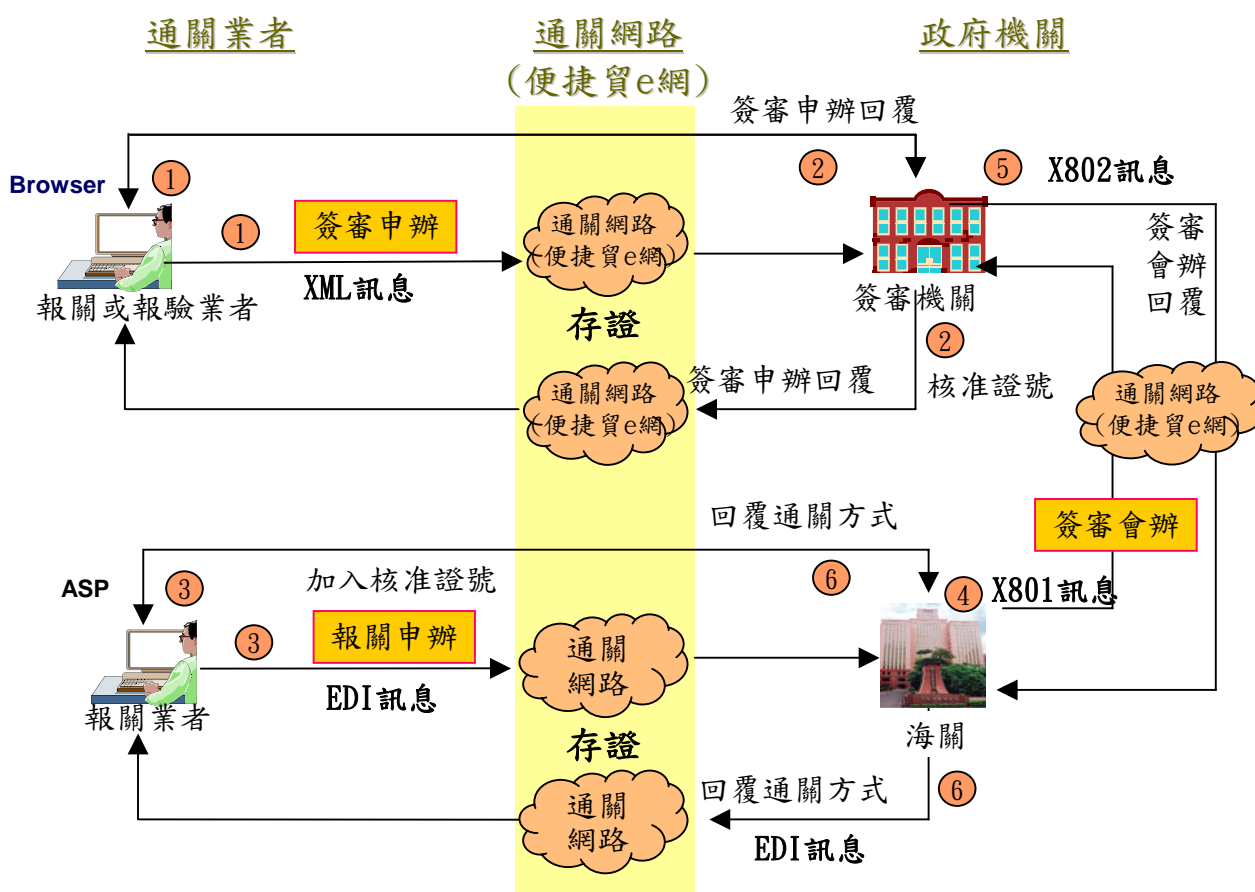 通關業者
通關網路
(便捷貿e網)
政府機關
簽審申辦回覆
①
②
⑤
X802訊息
Browser
①
簽審申辦
XML訊息
通關網路
(便捷貿e網)
存證
報關或報驗業者
簽審機關
簽審
會辦
回覆
②
核准證號
簽審申辦回覆
通關網路
(便捷貿e網)
通關網路
(便捷貿e網)
簽審會辦
回覆通關方式
⑥
ASP
③
加入核准證號
③
報關申辦
EDI訊息
通關
網路
存證
④
X801訊息
報關業者
海關
回覆通關方式
⑥
EDI訊息
通關
網路